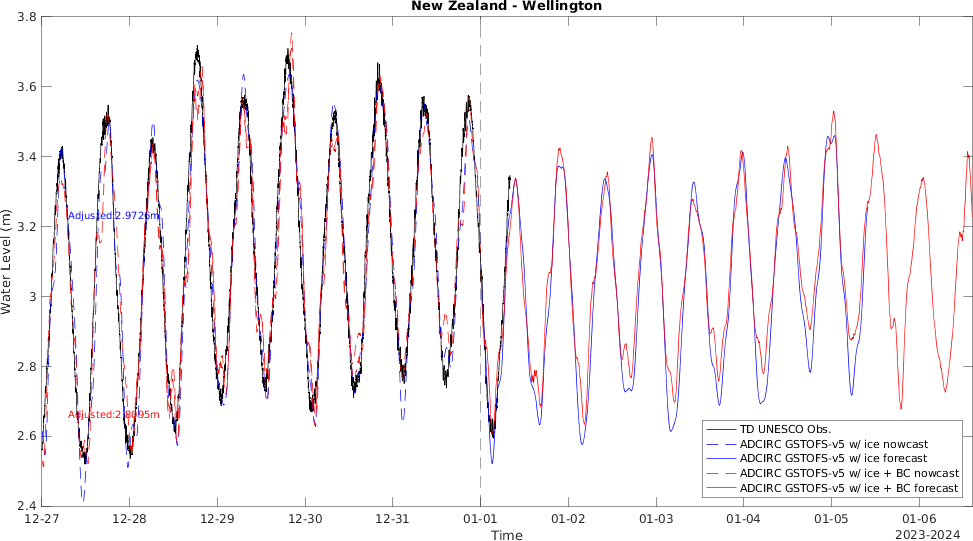 New Zealand - Wellington
Water Level (m)
3.8
3.6
3.4
3.2
3
2.8
2.6
2.4
Adjusted:2.9726m
Adjusted:2.8095m
TD UNESCO Obs.
ADCIRC GSTOFS-v5 w/ ice nowcast
ADCIRC GSTOFS-v5 w/ ice forecast
ADCIRC GSTOFS-v5 w/ ice + BC nowcast
ADCIRC GSTOFS-v5 w/ ice + BC forecast
12-27 12-28 12-29 12-30 12-31 01-01 01-02 01-03 01-04 01-05 01-06
Time
2023-2024